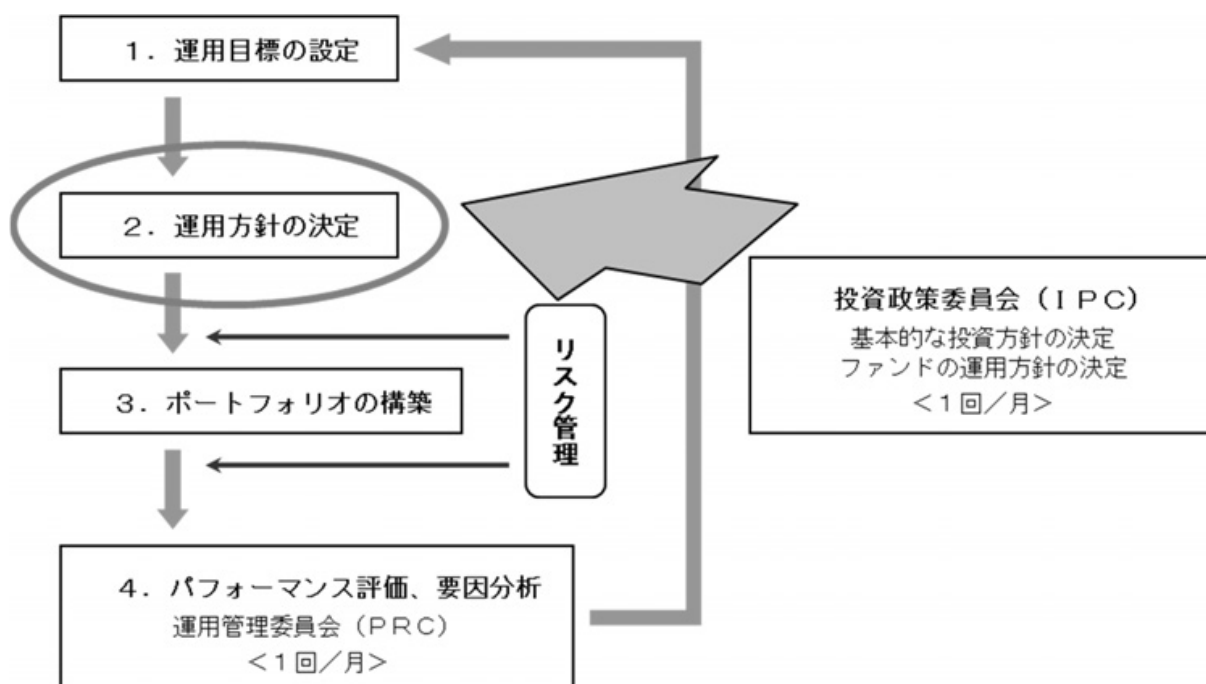 １．運用目標の設定
２．運用方針の決定
３．ポートフォリオの構築
リスク管理
投資政策委員会（ＩＰＣ）
基本的な投資方針の決定
ファンドの運用方針の決定
＜１回／月＞
４．パフォーマンス評価、要因分析
運用管理委員会（ＰＲＣ）
＜１回／月＞